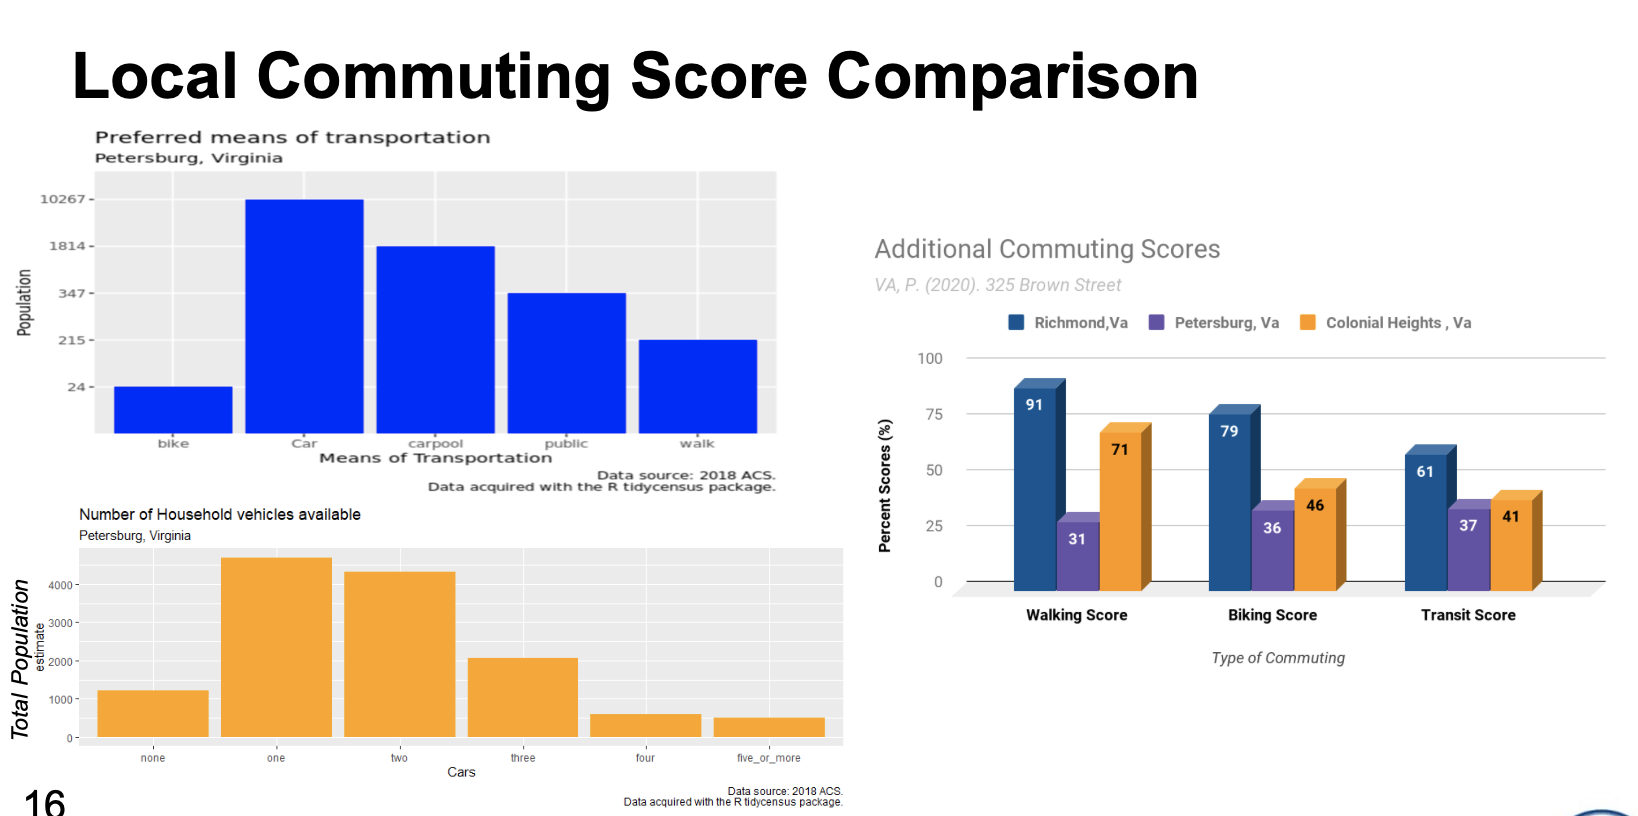 Local Commuting Score Comparison
Preferred means of transportation
Petersburg, Virginia
Population
10267
1814
347
215
24
bike Car carpool public walk
Means of Transportation
Data source: 2018 ACS.
Data acquired with the R tidycensus package.
Number of Household vehicles available
Petersburg, Virginia
Total Population
estimate
4000
3000
2000
1000
0
none one two three four five_or_more
Cars
Data source: 2018 ACS.
Data acquired with the R tidycensus package.
Additional Commuting Scores
VA, P. (2020). 325 Brown Street
Richmond,Va Petersburg, Va Colonial Heights , Va
Percent Scores (%)
100
75
50
25
0
91 31 71
79 36 46
61 37 41
Walking Score Biking Score Transit Score
Type of Commuting
16